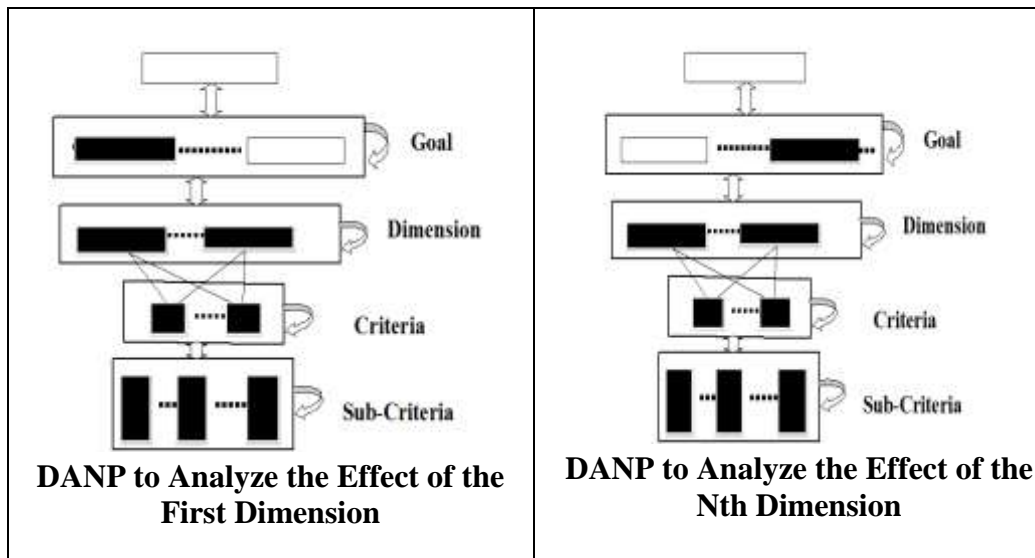 Goal
Dimension
Criteria
Sub-Criteria
DANP to Analyze the Effect of the
First Dimension
Goal
Dimension
Criteria
Sub-Criteria
DANP to Analyze the Effect of the
Nth Dimension